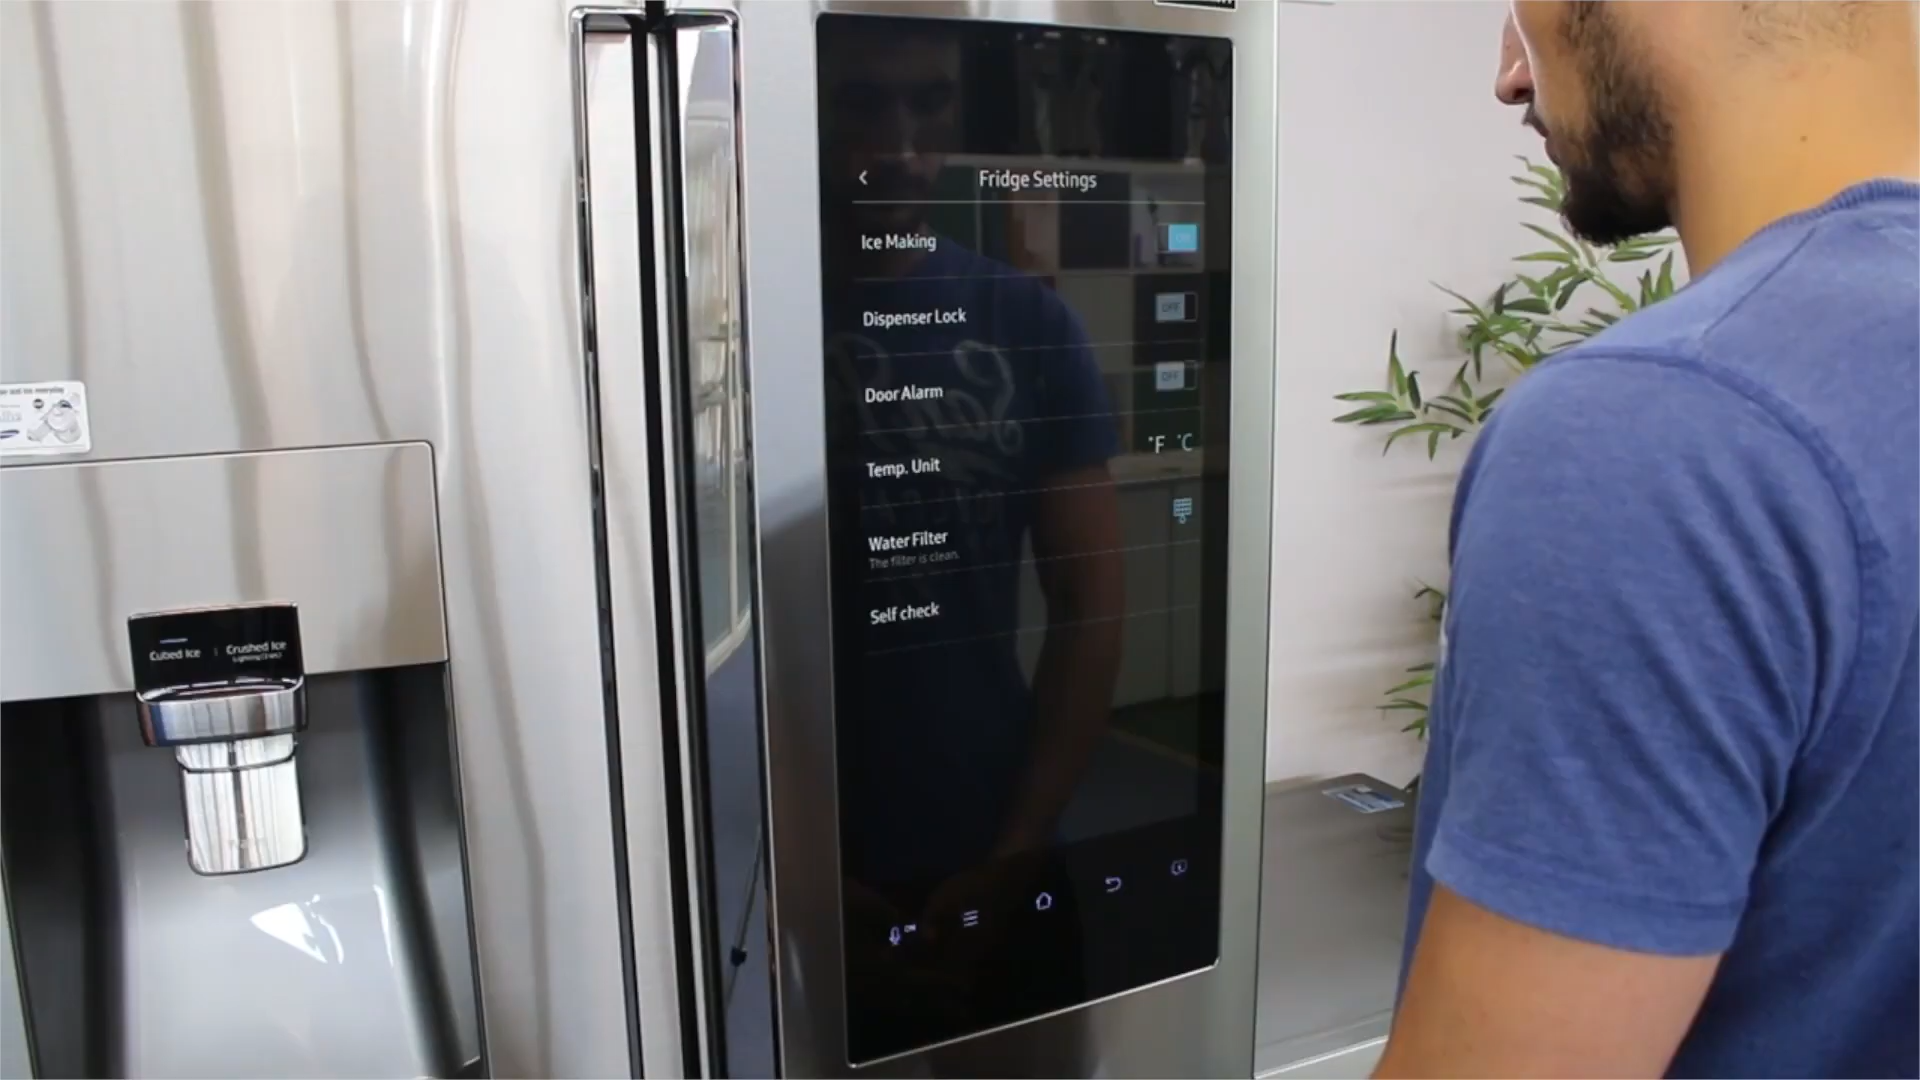 Fridge Settings
Ice Making
ON
Dispenser Lock
OFF
Door Alarm
OFF
Temp. Unit
°F °C
Water Filter
The filter is clean.
Self check
Cubed Ice | Crushed Ice